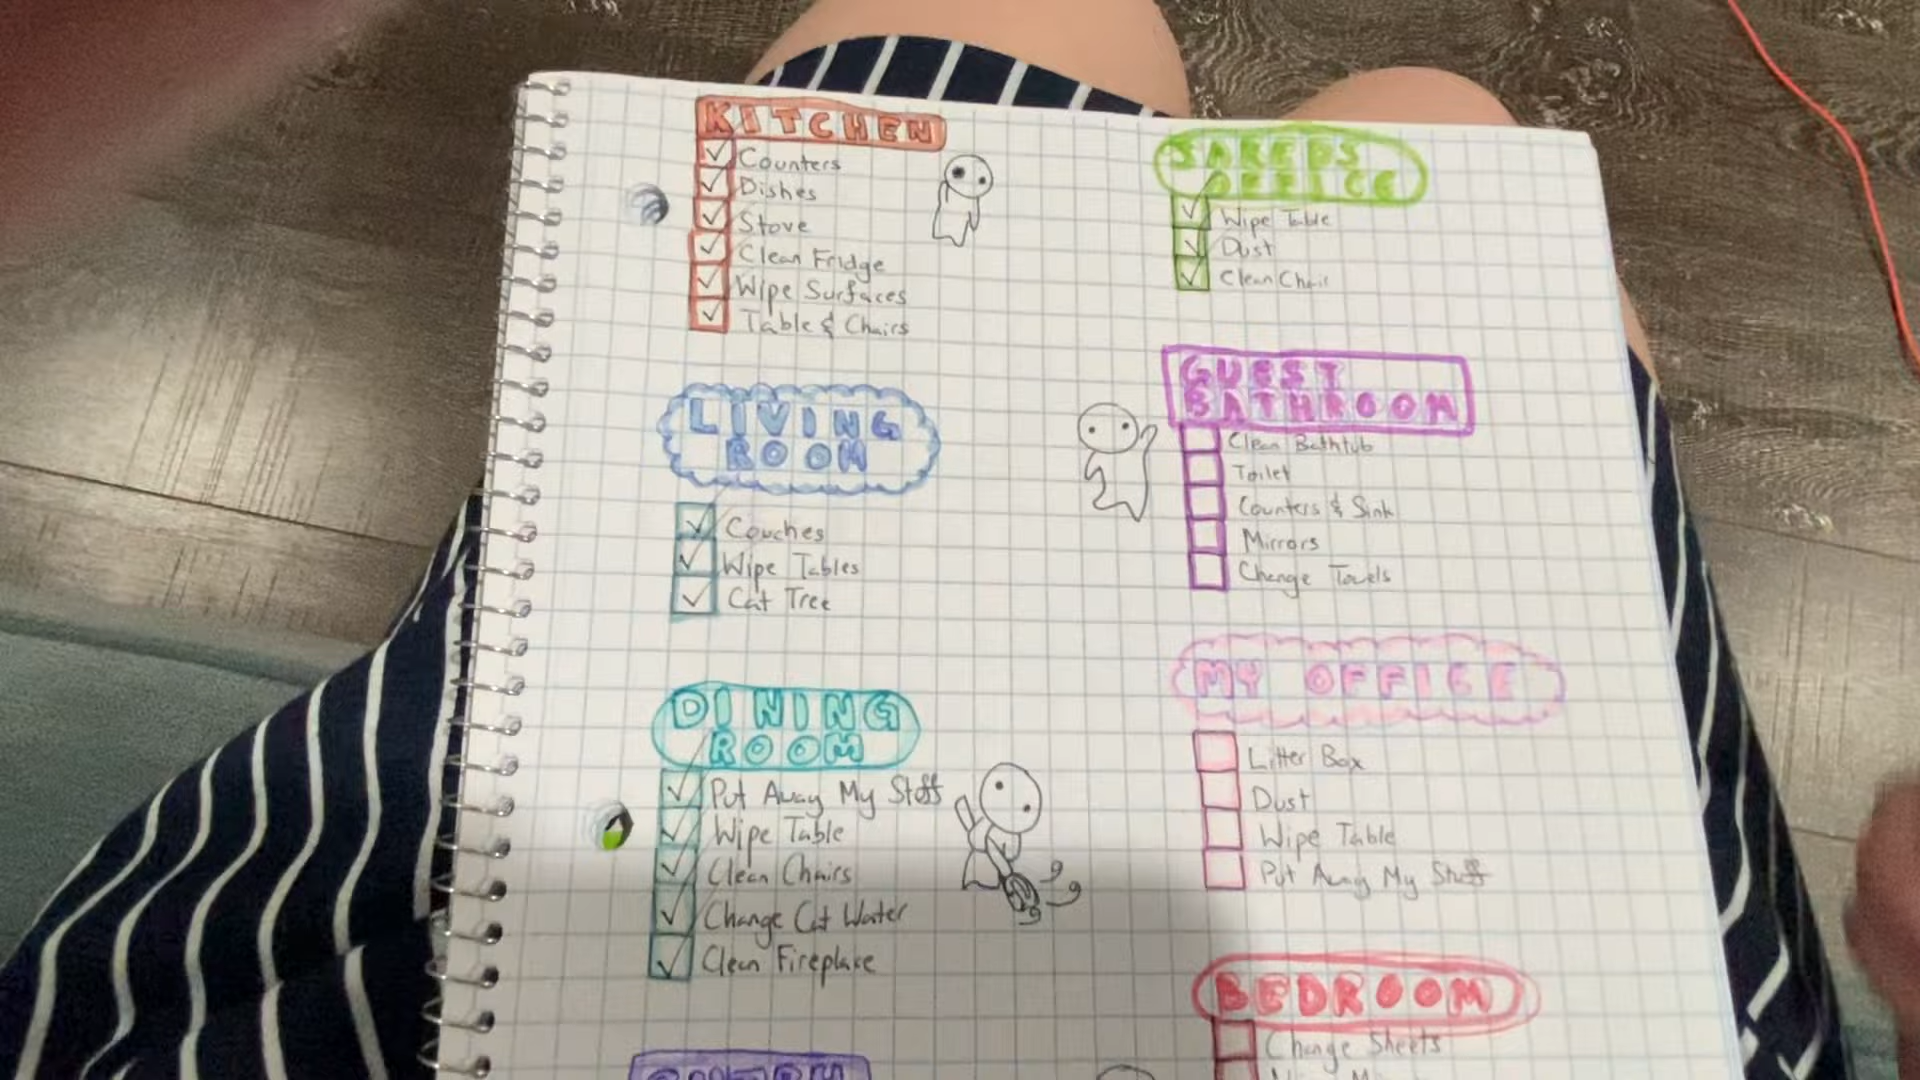 KITCHEN
Counters
Dishes
Stove
Clean Fridge
Wipe Surfaces
Table & Chairs
LIVING
ROOM
Couches
Wipe Tables
Cat Tree
DINING
ROOM
Put Away My Stuff
Wipe Table
Clean Chairs
Change Cat Water
Clean Fireplace
OFFICE
Wipe Table
Dust
Clean Chair
GUEST
BATHROOM
Clean Bathtub
Toilet
Counters & Sink
Mirrors
Change Towels
MY OFFICE
Litter Box
Dust
Wipe Table
Put Away My Stuff
BEDROOM
Change Sheets